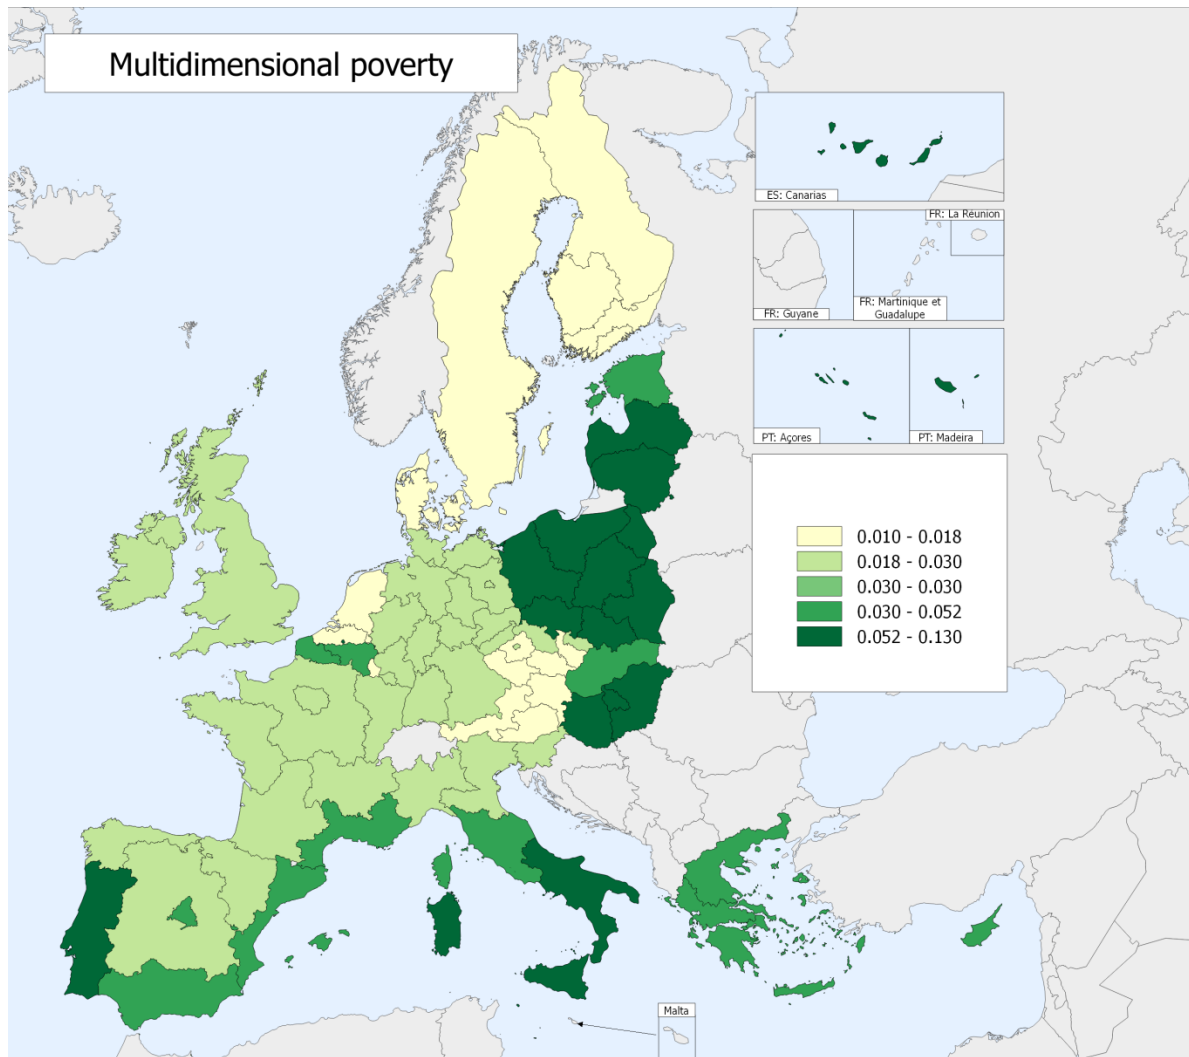 Multidimensional poverty
ES: Canarias
FR: La Réunion
FR: Guyane
FR: Martinique et
Guadalupe
PT: Açores
PT: Madeira
0.010 - 0.018
0.018 - 0.030
0.030 - 0.030
0.030 - 0.052
0.052 - 0.130
Malta